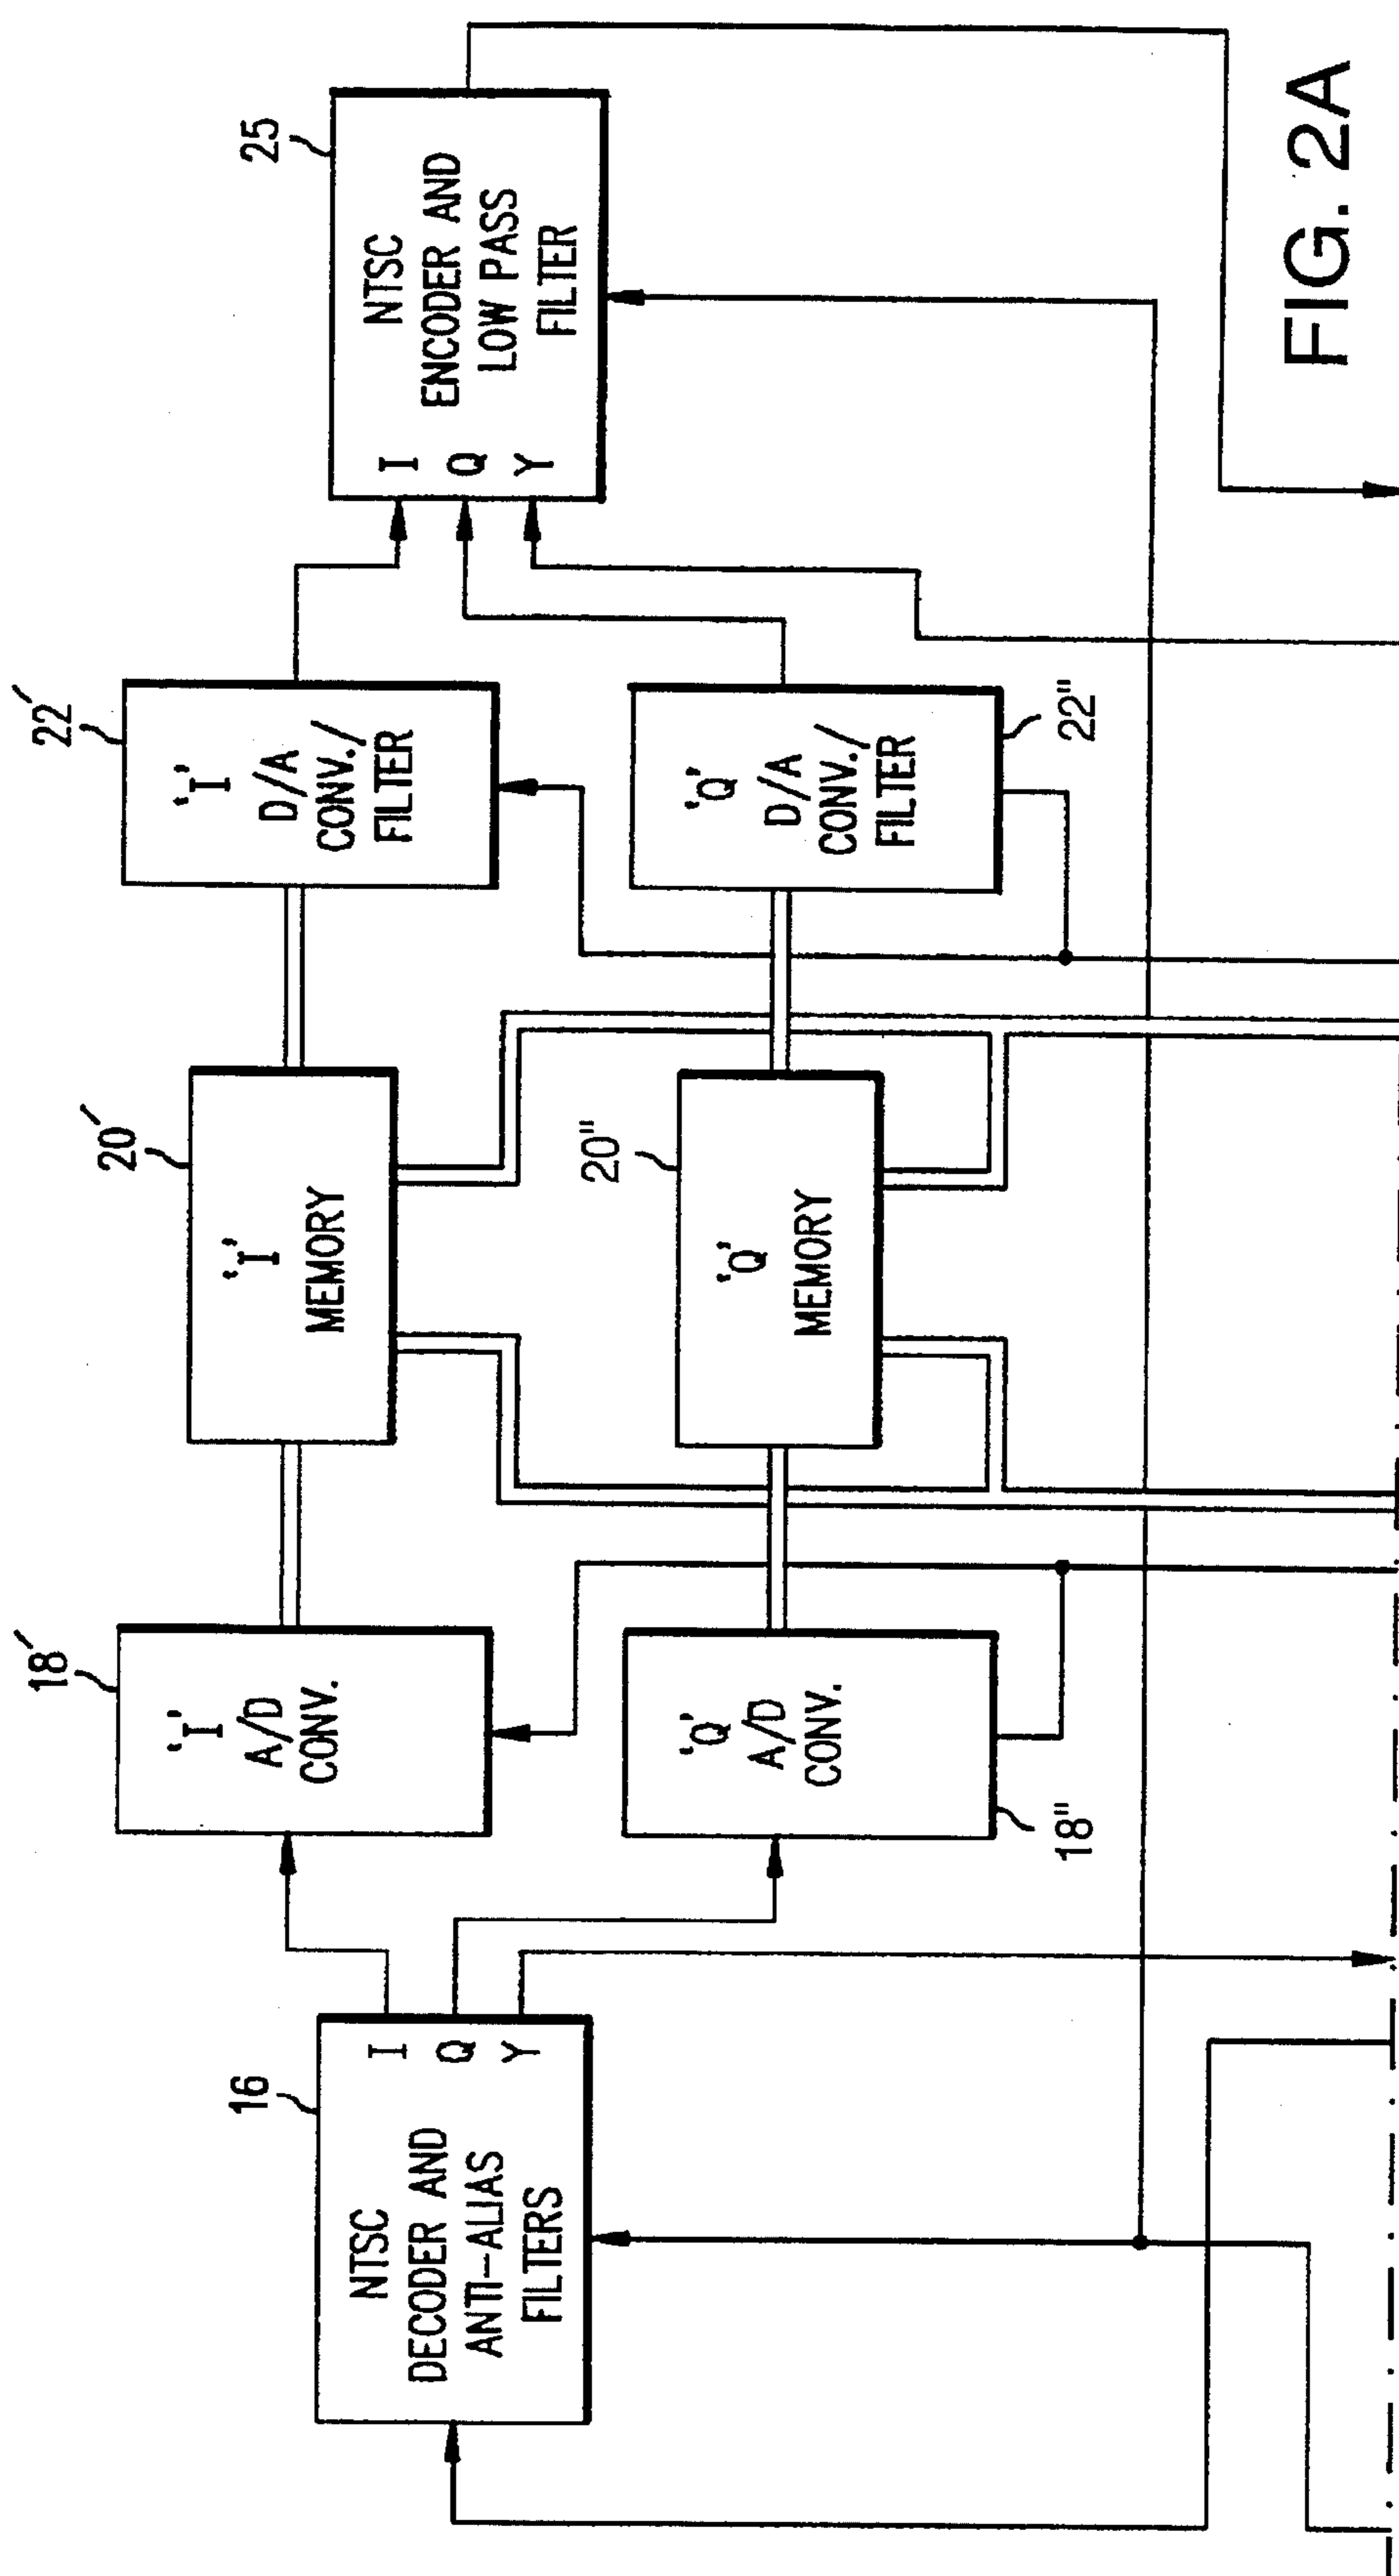 18′
'I'
A/D
CONV.
20′
'I'
MEMORY
22′
'I'
D/A
CONV./
FILTER
16
NTSC
DECODER AND
ANTI-ALIAS
FILTERS
I
Q
Y
25
NTSC
ENCODER AND
LOW PASS
FILTER
I
Q
Y
'Q'
A/D
CONV.
18"
20"
'Q'
MEMORY
'Q'
D/A
CONV./
FILTER
22"
FIG. 2A